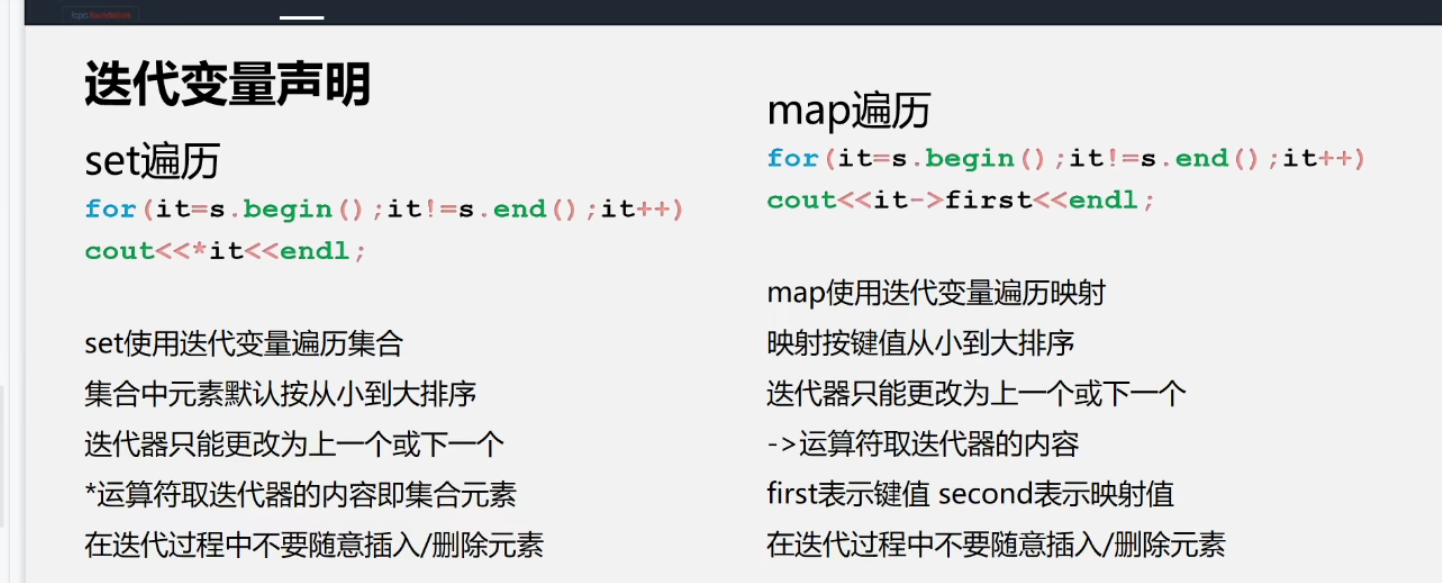 迭代变量声明
set遍历
for(it=s.begin();it!=s.end();it++)
cout<<*it<<endl;
set使用迭代变量遍历集合
集合中元素默认按从小到大排序
迭代器只能更改为上一个或下一个
*运算符取迭代器的内容即集合元素
在迭代过程中不要随意插入/删除元素
map遍历
for(it=s.begin();it!=s.end();it++)
cout<<it->first<<endl;
map使用迭代变量遍历映射
映射按键值从小到大排序
迭代器只能更改为上一个或下一个
->运算符取迭代器的内容
first表示键值 second表示映射值
在迭代过程中不要随意插入/删除元素